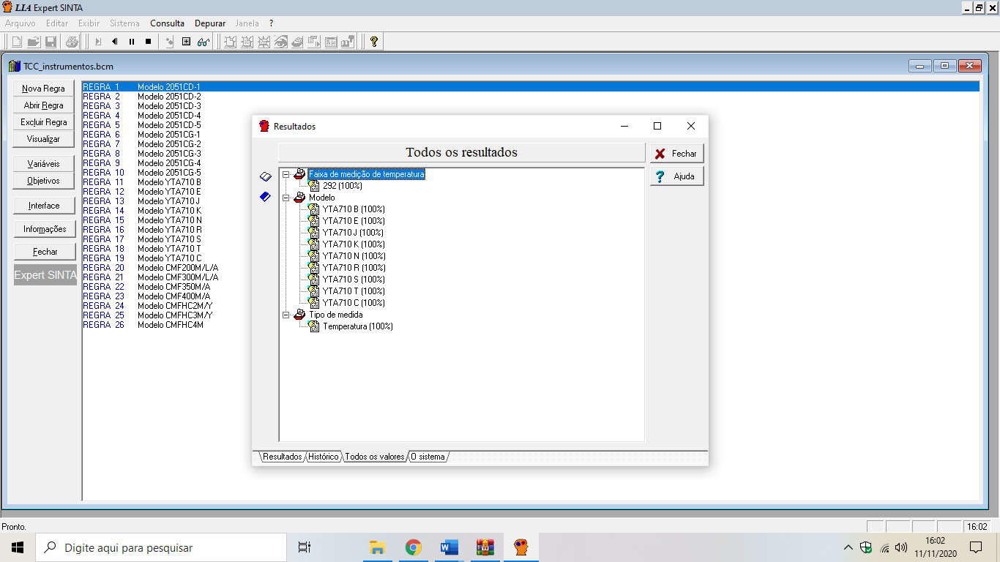 LIA Expert SINTA
Arquivo Editar Exibir Sistema Consulta Depurar Janela ?
TCC_instrumentos.bcm
Nova Regra
Abrir Regra
Excluir Regra
Visualizar
Variáveis
Objetivos
Interface
Informações
Fechar
Expert SINTA
REGRA 1 Modelo 2051CD-1
REGRA 2 Modelo 2051CD-2
REGRA 3 Modelo 2051CD-3
REGRA 4 Modelo 2051CD-4
REGRA 5 Modelo 2051CD-5
REGRA 6 Modelo 2051CG-1
REGRA 7 Modelo 2051CG-2
REGRA 8 Modelo 2051CG-3
REGRA 9 Modelo 2051CG-4
REGRA 10 Modelo 2051CG-5
REGRA 11 Modelo YTA710 B
REGRA 12 Modelo YTA710 E
REGRA 13 Modelo YTA710 J
REGRA 14 Modelo YTA710 K
REGRA 15 Modelo YTA710 N
REGRA 16 Modelo YTA710 R
REGRA 17 Modelo YTA710 S
REGRA 18 Modelo YTA710 T
REGRA 19 Modelo YTA710 C
REGRA 20 Modelo CMF200M/L/A
REGRA 21 Modelo CMF300M/L/A
REGRA 22 Modelo CMF350M/A
REGRA 23 Modelo CMF400M/A
REGRA 24 Modelo CMFHC2M/Y
REGRA 25 Modelo CMFHC3M/Y
REGRA 26 Modelo CMFHC4M
Resultados
Todos os resultados
Fechar
Ajuda
Faixa de medição de temperatura
292 (100%)
Modelo
YTA710 B (100%)
YTA710 E (100%)
YTA710 J (100%)
YTA710 K (100%)
YTA710 N (100%)
YTA710 R (100%)
YTA710 S (100%)
YTA710 T (100%)
YTA710 C (100%)
Tipo de medida
Temperatura (100%)
Resultados Histórico Todos os valores O sistema
Pronto.
16:02
Digite aqui para pesquisar
16:02
11/11/2020